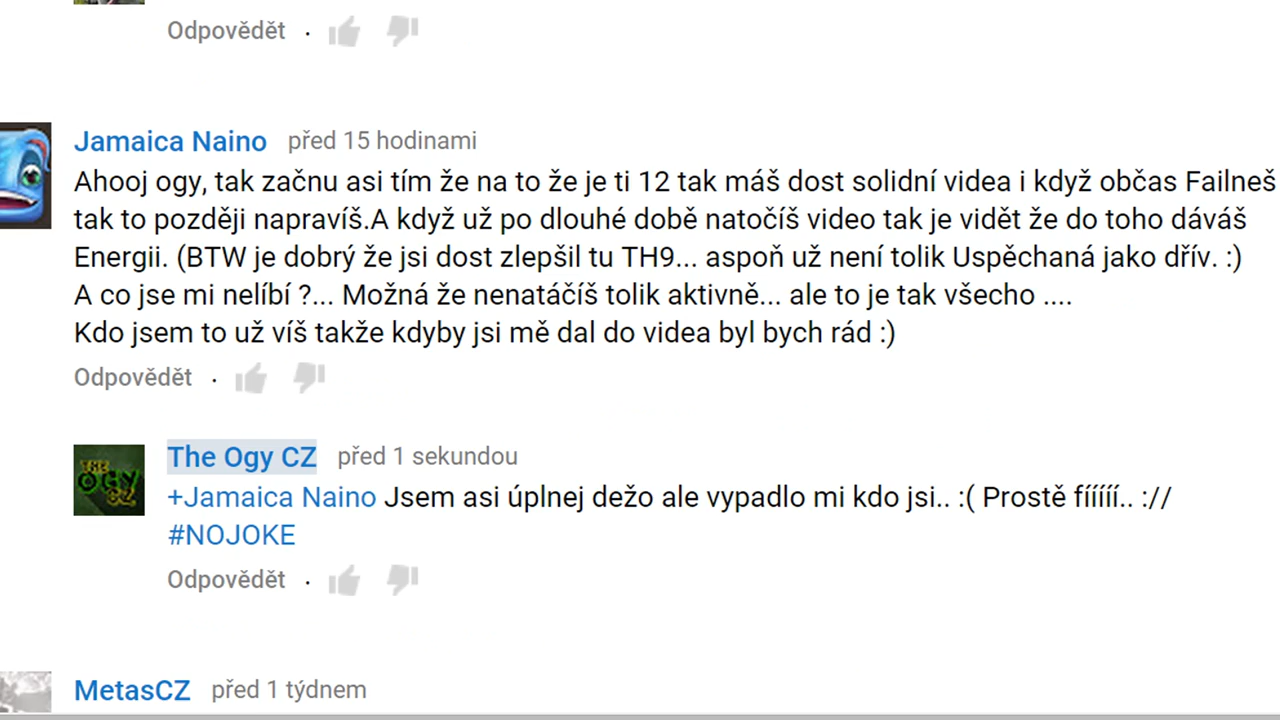 Odpovědět ·
Jamaica Naino před 15 hodinami
Ahooj ogy, tak začnu asi tím že na to že je ti 12 tak máš dost solidní videa i když občas Failneš
tak to později napravíš.A když už po dlouhé době natočíš video tak je vidět že do toho dáváš
Energii. (BTW je dobrý že jsi dost zlepšil tu TH9... aspoň už není tolik Uspěchaná jako dřív. :)
A co jse mi nelíbí ?... Možná že nenatáčíš tolik aktivně... ale to je tak všecho ....
Kdo jsem to už víš takže kdyby jsi mě dal do videa byl bych rád :)
Odpovědět ·
THE OGY CZ
The Ogy CZ před 1 sekundou
+Jamaica Naino Jsem asi úplnej dežo ale vypadlo mi kdo jsi.. :( Prostě fííííí.. ://
#NOJOKE
Odpovědět ·
MetasCZ před 1 týdnem